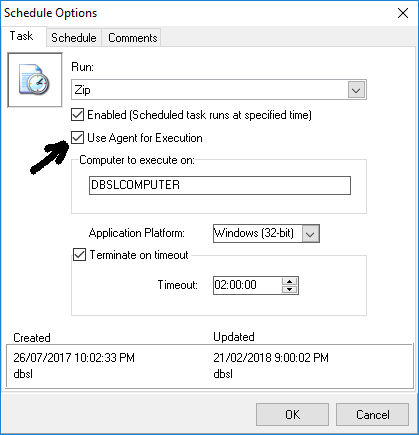 Schedule Options
Task Schedule Comments
Run:
Zip
Enabled (Scheduled task runs at specified time)
Use Agent for Execution
Computer to execute on:
DBSLCOMPUTER
Application Platform: Windows (32-bit)
Terminate on timeout
Timeout: 02:00:00
Created Updated
26/07/2017 10:02:33 PM 21/02/2018 9:00:02 PM
dbsl dbsl
OK Cancel